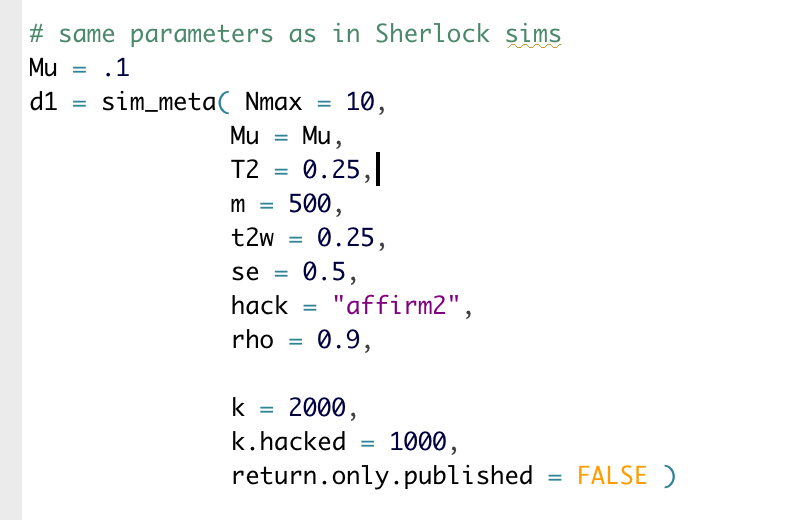 # same parameters as in Sherlock sims
Mu = .1
d1 = sim_meta( Nmax = 10,
Mu = Mu,
T2 = 0.25,
m = 500,
t2w = 0.25,
se = 0.5,
hack = "affirm2",
rho = 0.9,
k = 2000,
k.hacked = 1000,
return.only.published = FALSE )